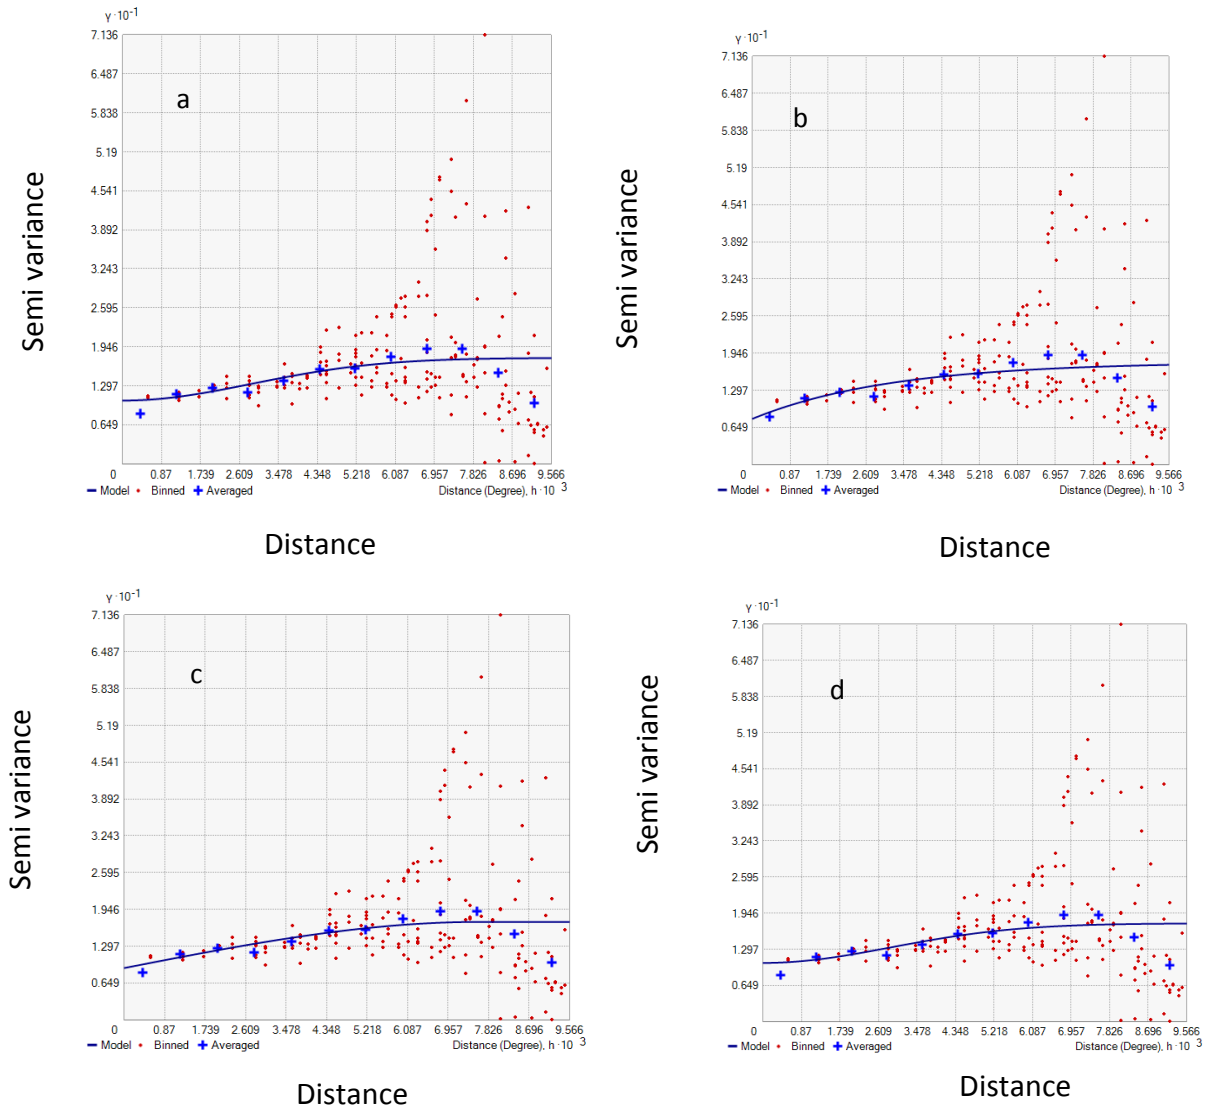 γ·10⁻¹
7.136
6.487
5.838
5.19
4.541
3.892
3.243
2.595
1.946
1.297
0.649
a
Semi variance
0 0.87 1.739 2.609 3.478 4.348 5.218 6.087 6.957 7.826 8.696 9.566
Model Binned Averaged Distance (Degree), h·10 3
Distance
γ·10⁻¹
7.136
6.487
5.838
5.19
4.541
3.892
3.243
2.595
1.946
1.297
0.649
b
Semi variance
0 0.87 1.739 2.609 3.478 4.348 5.218 6.087 6.957 7.826 8.696 9.566
Model Binned Averaged Distance (Degree), h·10 3
Distance
γ·10⁻¹
7.136
6.487
5.838
5.19
4.541
3.892
3.243
2.595
1.946
1.297
0.649
c
Semi variance
0 0.87 1.739 2.609 3.478 4.348 5.218 6.087 6.957 7.826 8.696 9.566
Model Binned Averaged Distance (Degree), h·10 3
Distance
γ·10⁻¹
7.136
6.487
5.838
5.19
4.541
3.892
3.243
2.595
1.946
1.297
0.649
d
Semi variance
0 0.87 1.739 2.609 3.478 4.348 5.218 6.087 6.957 7.826 8.696 9.566
Model Binned Averaged Distance (Degree), h·10 3
Distance